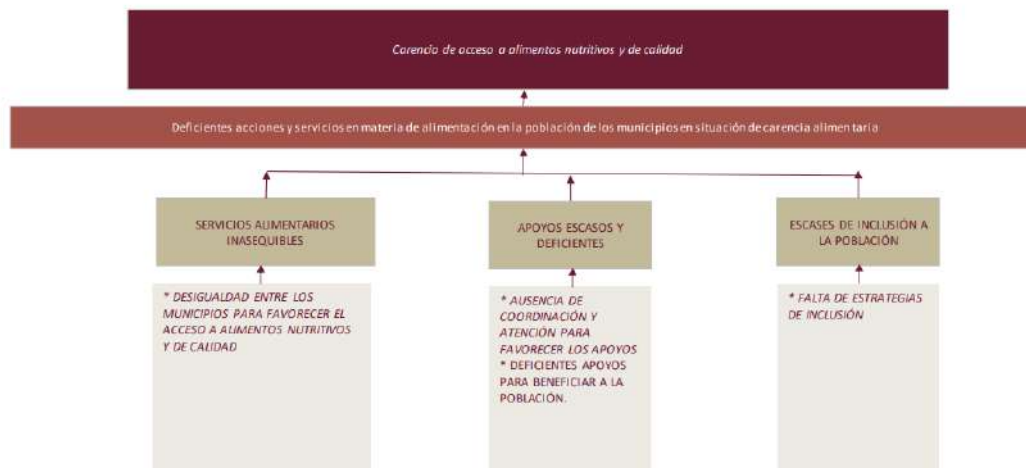 Carencia de acceso a alimentos nutritivos y de calidad
Deficientes acciones y servicios en materia de alimentación en la población de los municipios en situación de carencia alimentaria
SERVICIOS ALIMENTARIOS
INASEQUIBLES
* DESIGUALDAD ENTRE LOS
MUNICIPIOS PARA FAVORECER EL
ACCESO A ALIMENTOS NUTRITIVOS
Y DE CALIDAD
APOYOS ESCASOS Y
DEFICIENTES
* AUSENCIA DE
COORDINACIÓN Y
ATENCIÓN PARA
FAVORECER LOS APOYOS
* DEFICIENTES APOYOS
PARA BENEFICIAR A LA
POBLACIÓN.
ESCASES DE INCLUSIÓN A
LA POBLACIÓN
* FALTA DE ESTRATEGIAS
DE INCLUSIÓN